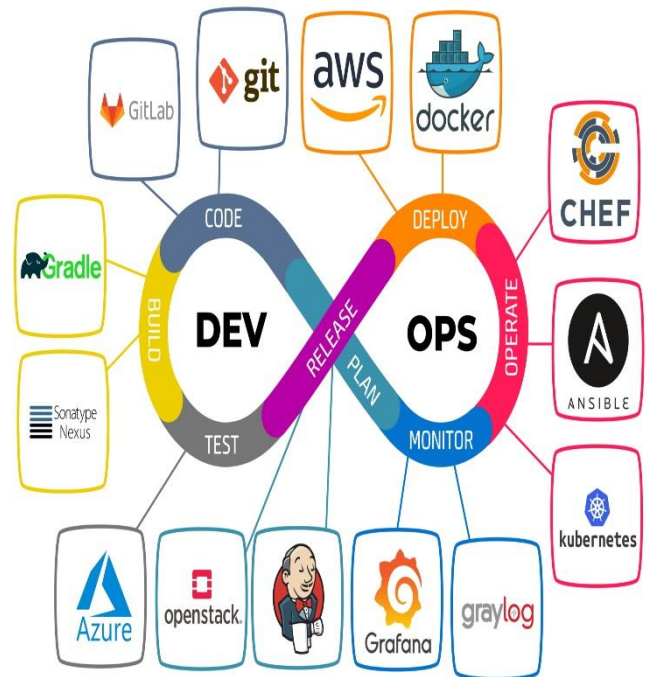 GitLab
git
aws
docker
CHEF
Gradle
CODE
DEPLOY
BUILD
DEV
RELEASE
OPS
OPERATE
PLAN
ANSIBLE
Sonatype
Nexus
TEST
MONITOR
kubernetes
Azure
openstack.
Grafana
graylog